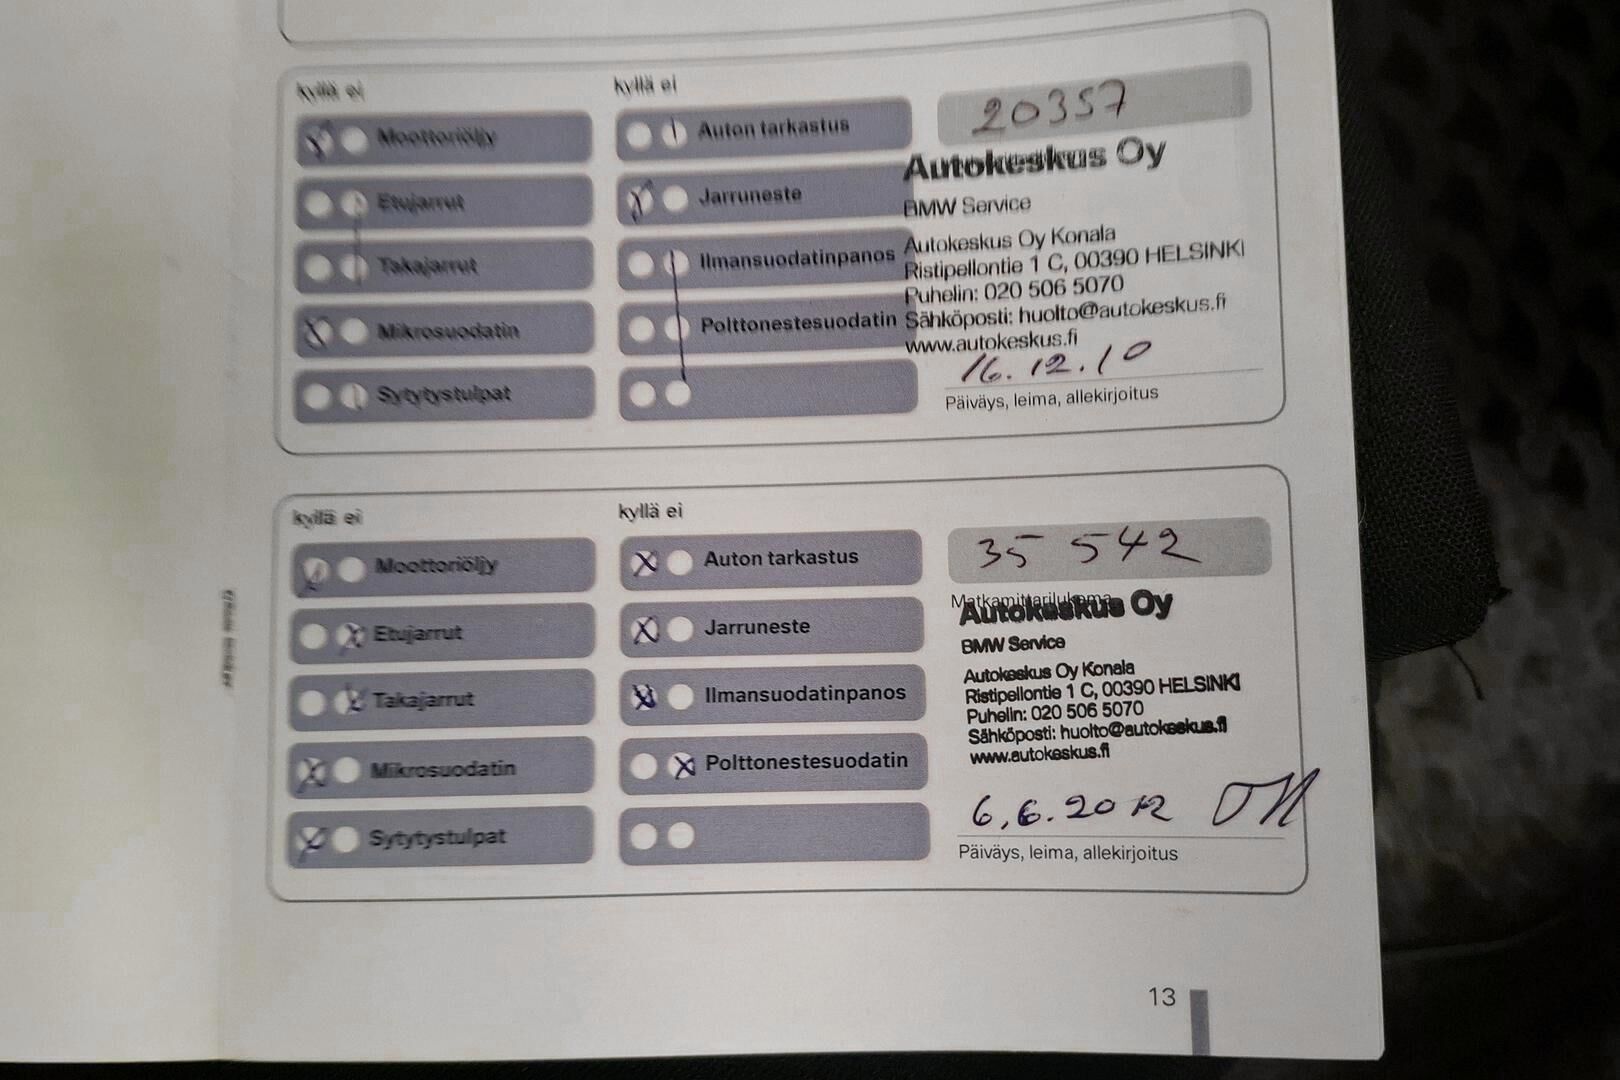 kyllä ei
kyllä ei
20357
Moottoriöljy
Auton tarkastus
Autokeskus Oy
Etujarrut
Jarruneste
BMW Service
Autokeskus Oy Konala
Takajarrut
Ilmansuodatinpanos
Ristipellontie 1 C, 00390 HELSINKI
Puhelin: 020 506 5070
Mikrosuodatin
Polttonestesuodatin
Sähköposti: huolto@autokeskus.fi
www.autokeskus.fi
16.12.10
Sytytystulpat
Päiväys, leima, allekirjoitus
kyllä ei
kyllä ei
35 542
Moottoriöljy
Auton tarkastus
Matkamittarilukema
Autokeskus Oy
Etujarrut
Jarruneste
BMW Service
Autokeskus Oy Konala
Takajarrut
Ilmansuodatinpanos
Ristipellontie 1 C, 00390 HELSINKI
Puhelin: 020 506 5070
Sähköposti: huolto@autokeskus.fi
www.autokeskus.fi
Mikrosuodatin
Polttonestesuodatin
6.6.2012
Sytytystulpat
Päiväys, leima, allekirjoitus
13